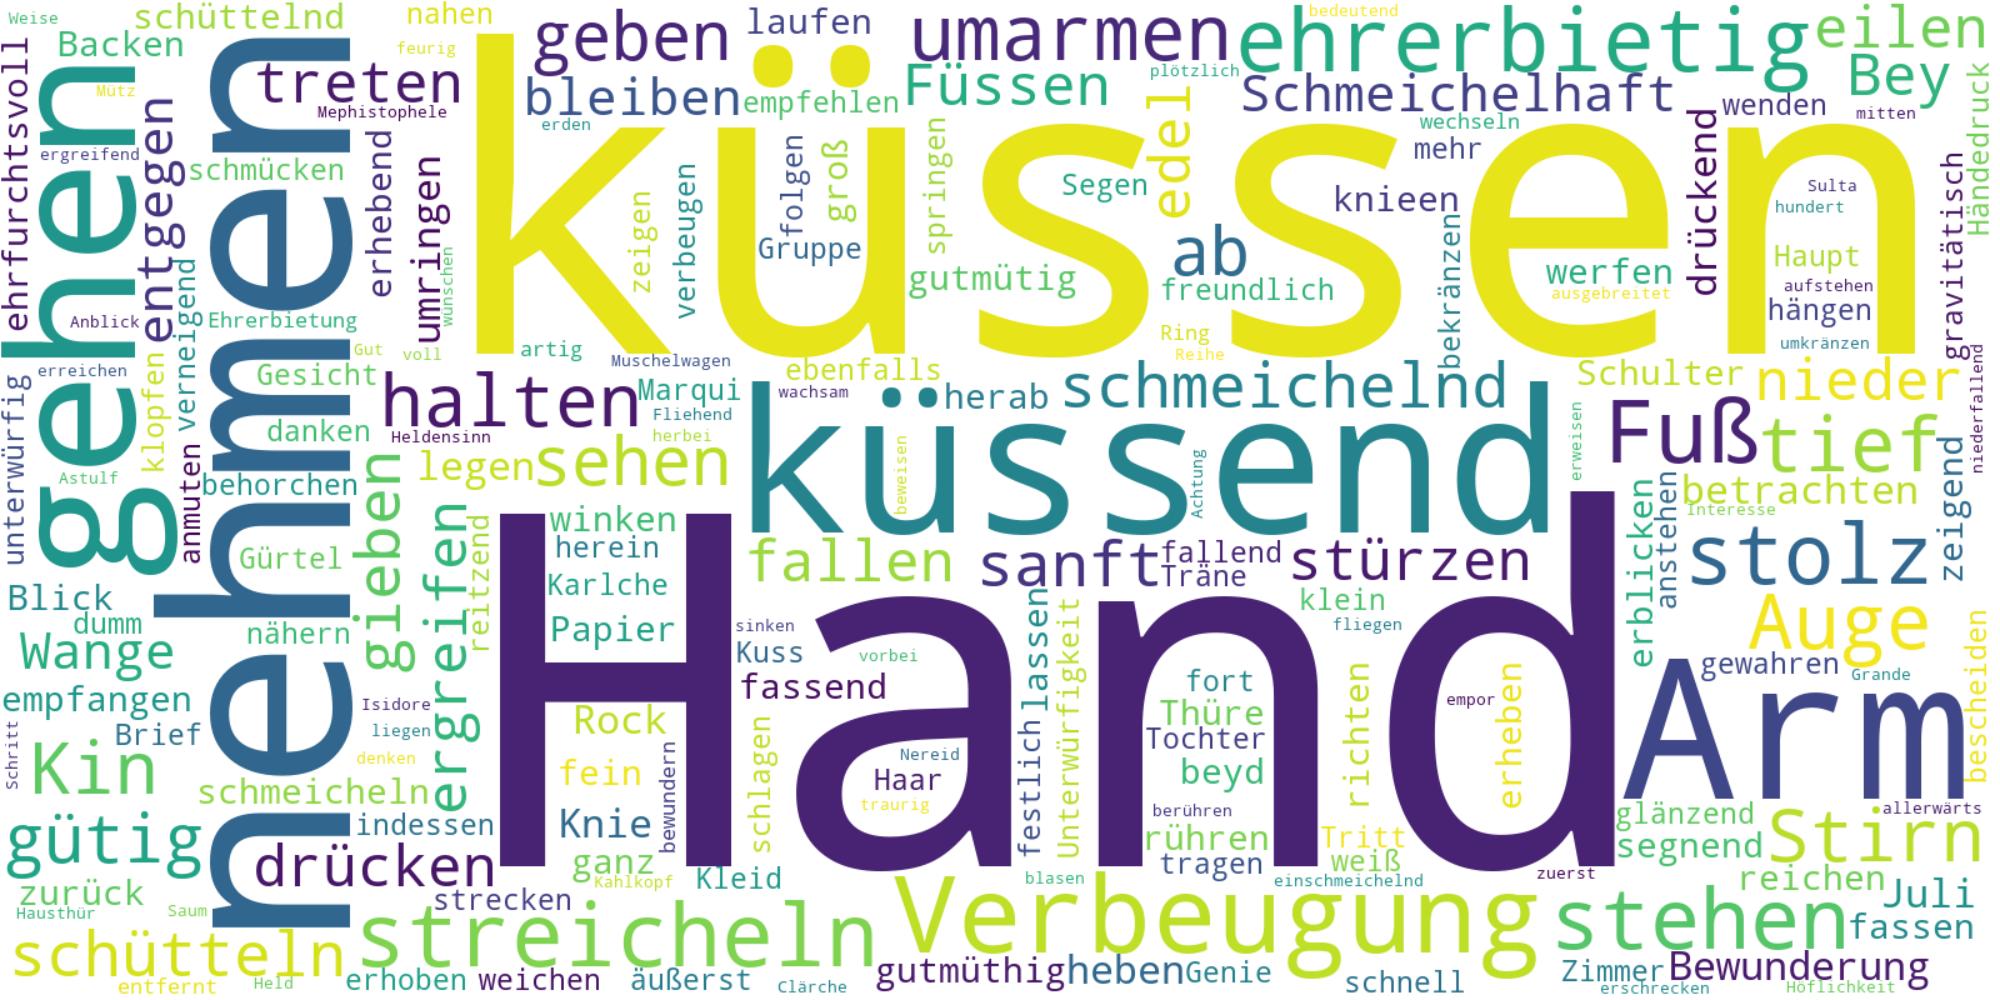 Weise
schüttelnd
nahen
geben
laufen
umarmen
bedeutend
ehrerbietig
eilen
Backen
feurig
plötzlich
Füssen
Bey
ehrfurchtsvoll
Mütz
treten
bleiben
empfehlen
Schmeichelhaft
wenden
Händedruck
Mephistophele
erden
edel
wechseln
mitten
küssen
ergreifend
entgegen
schmücken
erhebend
umringen
zeigen
verbeugen
folgen
groß
springen
Segen
mehr
knieen
drückend
Sulta
hundert
gehen
nehmen
Gruppe
gutmütig
ab
freundlich
bekränzen
werfen
ausgebreitet
Haupt
aufstehen
hängen
gravitätisch
wünschen
Anblick
verneigend
Ehrerbietung
Ring
umkränzen
Gut
voll
artig
Muschelwagen
Reihe
erreichen
Gesicht
ebenfalls
wachsam
herab
schmeichelnd
Schulter
nieder
niederfallend
halten
Marqui
Fliehend
küssend
unterwürfig
klopfen
danken
Heldensinn
herbei
Fuß
tief
erweisen
legen
sehen
beweisen
Achtung
Astulf
anmuten
behorchen
betrachten
Interesse
zeigend
gieben
ergreifen
reitzend
winken
herein
fallen
sanft
fallend
Träne
stürzen
erblicken
anstehen
stolz
Gürtel
Karlche
Hand
Blick
dumm
nähern
Papier
sinken
Kuss
vorbei
lassen
Unterwürfigkeit
klein
fliegen
Auge
Wange
gewahren
Grande
bescheiden
empfangen
Isidore
fassend
fort
richten
empor
erheben
Arm
Brief
liegen
Rock
Thüre
Tochter
Schritt
Kin
denken
fein
bewundern
schlagen
Nereid
Haar
traurig
festlich
beyd
schmeicheln
berühren
allerwärts
gütig
indessen
Knie
rühren
Tritt
glänzend
segnend
Stirn
drücken
ganz
Kahlkopf
Kleid
tragen
weiß
zuerst
zurück
blasen
einschmeichelnd
reichen
Juli
Hausthür
Saum
strecken
streicheln
Verbeugung
stehen
fassen
schütteln
entfernt
Held
erhoben
weichen
äußerst
Clärche
gutmüthig
heben
Genie
schnell
Zimmer
Bewunderung
erschrecken
Höflichkeit